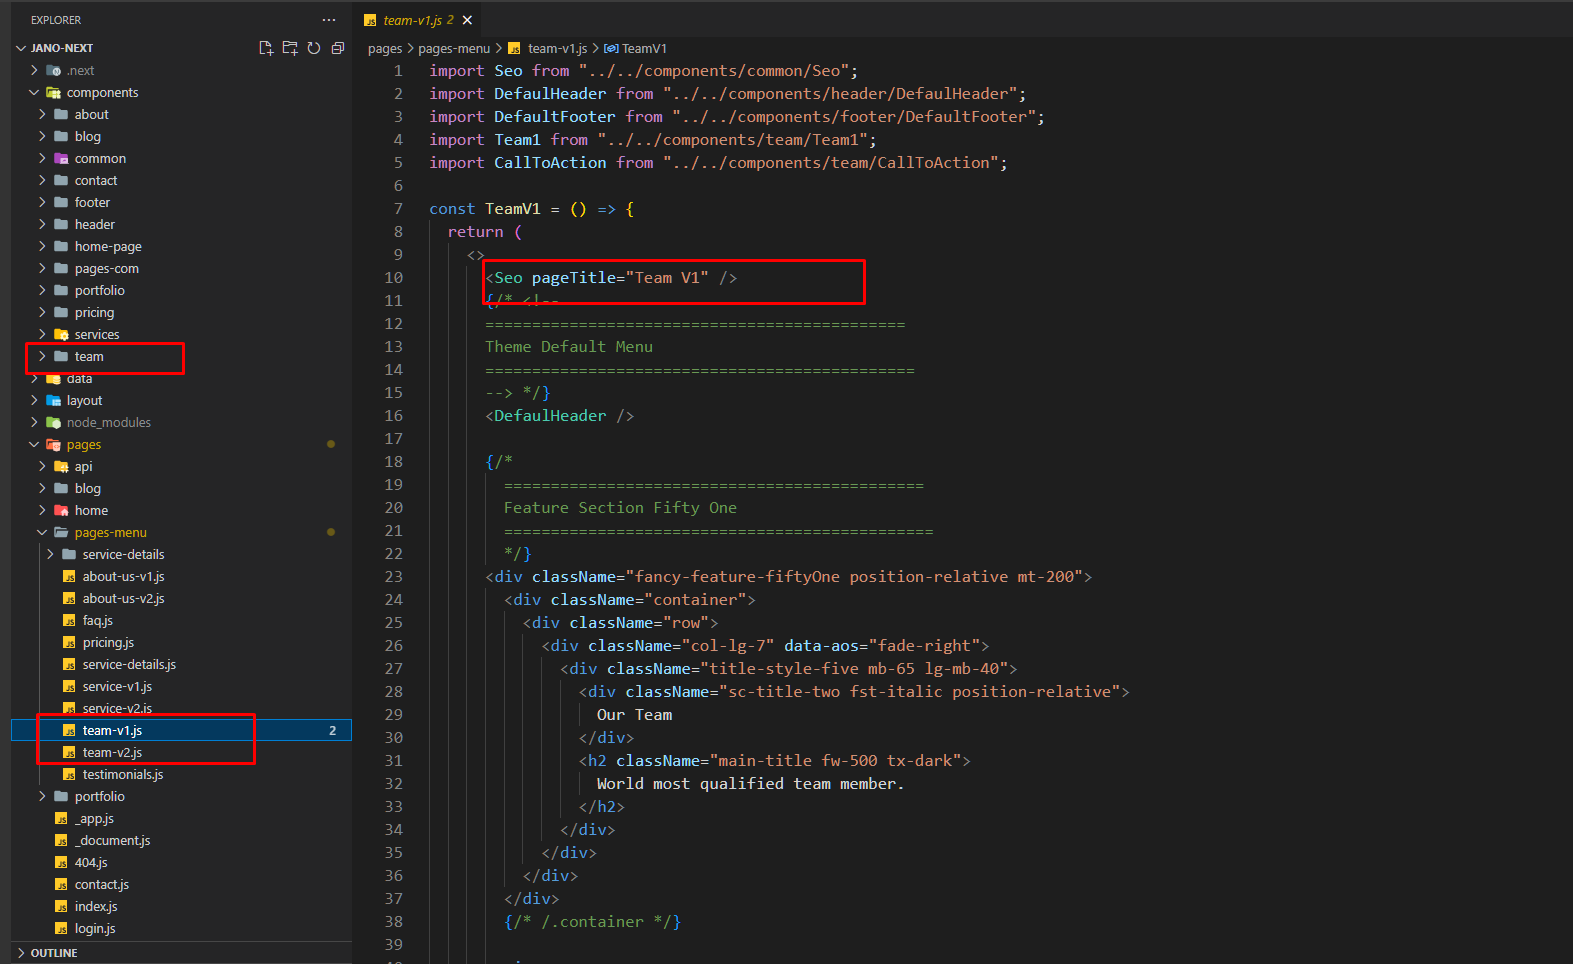 EXPLORER
JANO-NEXT
.next
components
about
blog
common
contact
footer
header
home-page
pages-com
portfolio
pricing
services
team
data
layout
node_modules
pages
api
blog
home
pages-menu
service-details
about-us-v1.js
about-us-v2.js
faq.js
pricing.js
service-details.js
service-v1.js
service-v2.js
team-v1.js 2
team-v2.js
testimonials.js
portfolio
_app.js
_document.js
404.js
contact.js
index.js
login.js
OUTLINE
team-v1.js 2
pages > pages-menu > team-v1.js > TeamV1
1 import Seo from "../../components/common/Seo";
2 import DefaulHeader from "../../components/header/DefaulHeader";
3 import DefaultFooter from "../../components/footer/DefaultFooter";
4 import Team1 from "../../components/team/Team1";
5 import CallToAction from "../../components/team/CallToAction";
6
7 const TeamV1 = () => {
8 return (
9 <>
10 <Seo pageTitle="Team V1" />
11 {/* <!--
12 =============================================
13 Theme Default Menu
14 ==============================================
15 --> */}
16 <DefaulHeader />
17
18 {/*
19 =============================================
20 Feature Section Fifty One
21 ==============================================
22 */}
23 <div className="fancy-feature-fiftyOne position-relative mt-200">
24 <div className="container">
25 <div className="row">
26 <div className="col-lg-7" data-aos="fade-right">
27 <div className="title-style-five mb-65 lg-mb-40">
28 <div className="sc-title-two fst-italic position-relative">
29 Our Team
30 </div>
31 <h2 className="main-title fw-500 tx-dark">
32 World most qualified team member.
33 </h2>
34 </div>
35 </div>
36 </div>
37 </div>
38 {/* /.container */}
39